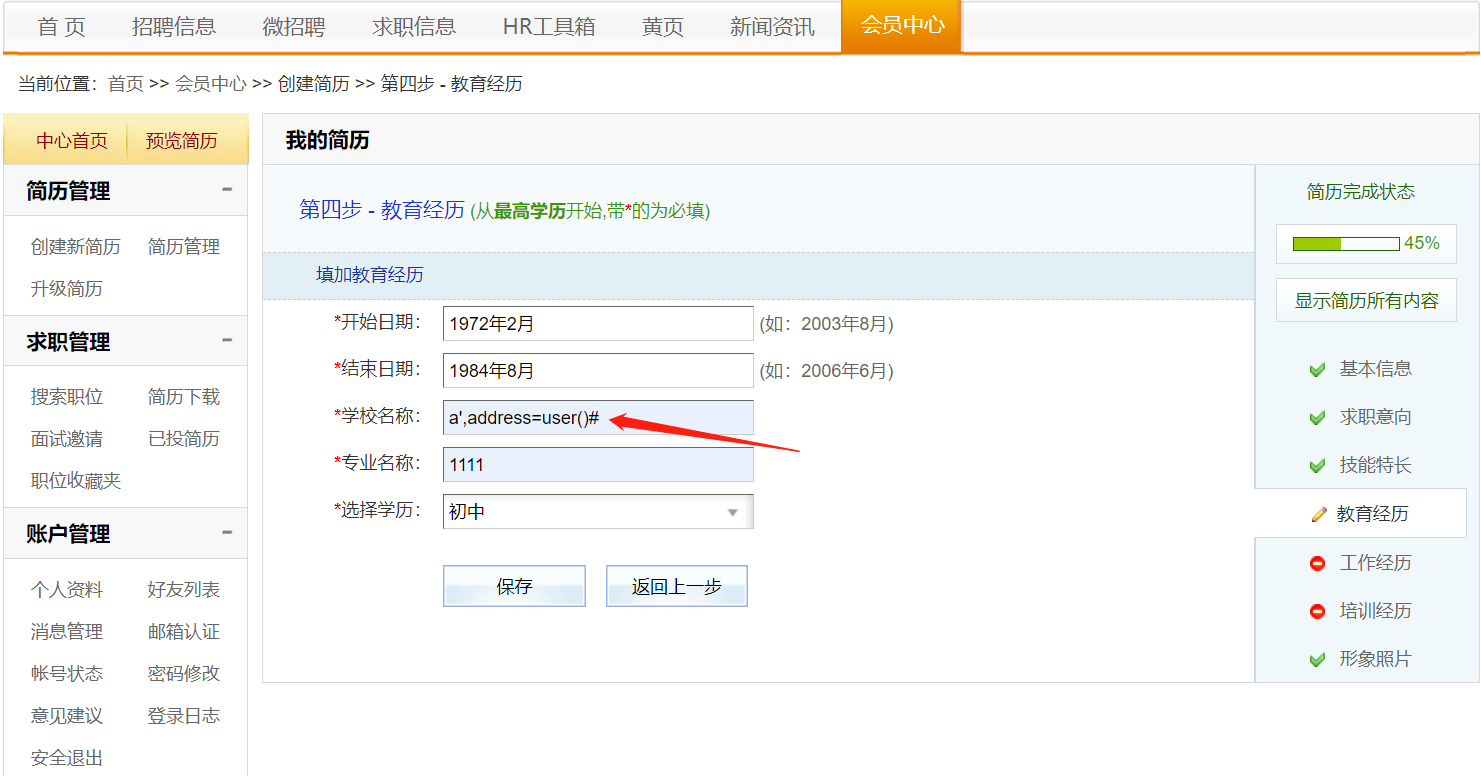 首 页 招聘信息 微招聘 求职信息 HR工具箱 黄页 新闻资讯 会员中心
当前位置：首页 >> 会员中心 >> 创建简历 >> 第四步 - 教育经历
中心首页 预览简历
简历管理
创建新简历 简历管理
升级简历
求职管理
搜索职位 简历下载
面试邀请 已投简历
职位收藏夹
账户管理
个人资料 好友列表
消息管理 邮箱认证
帐号状态 密码修改
意见建议 登录日志
安全退出
我的简历
第四步 - 教育经历 (从最高学历开始,带*的为必填)
填加教育经历
*开始日期： 1972年2月 (如：2003年8月)
*结束日期： 1984年8月 (如：2006年6月)
*学校名称： a',address=user()#
*专业名称： 1111
*选择学历： 初中
保存 返回上一步
简历完成状态
45%
显示简历所有内容
基本信息
求职意向
技能特长
教育经历
工作经历
培训经历
形象照片